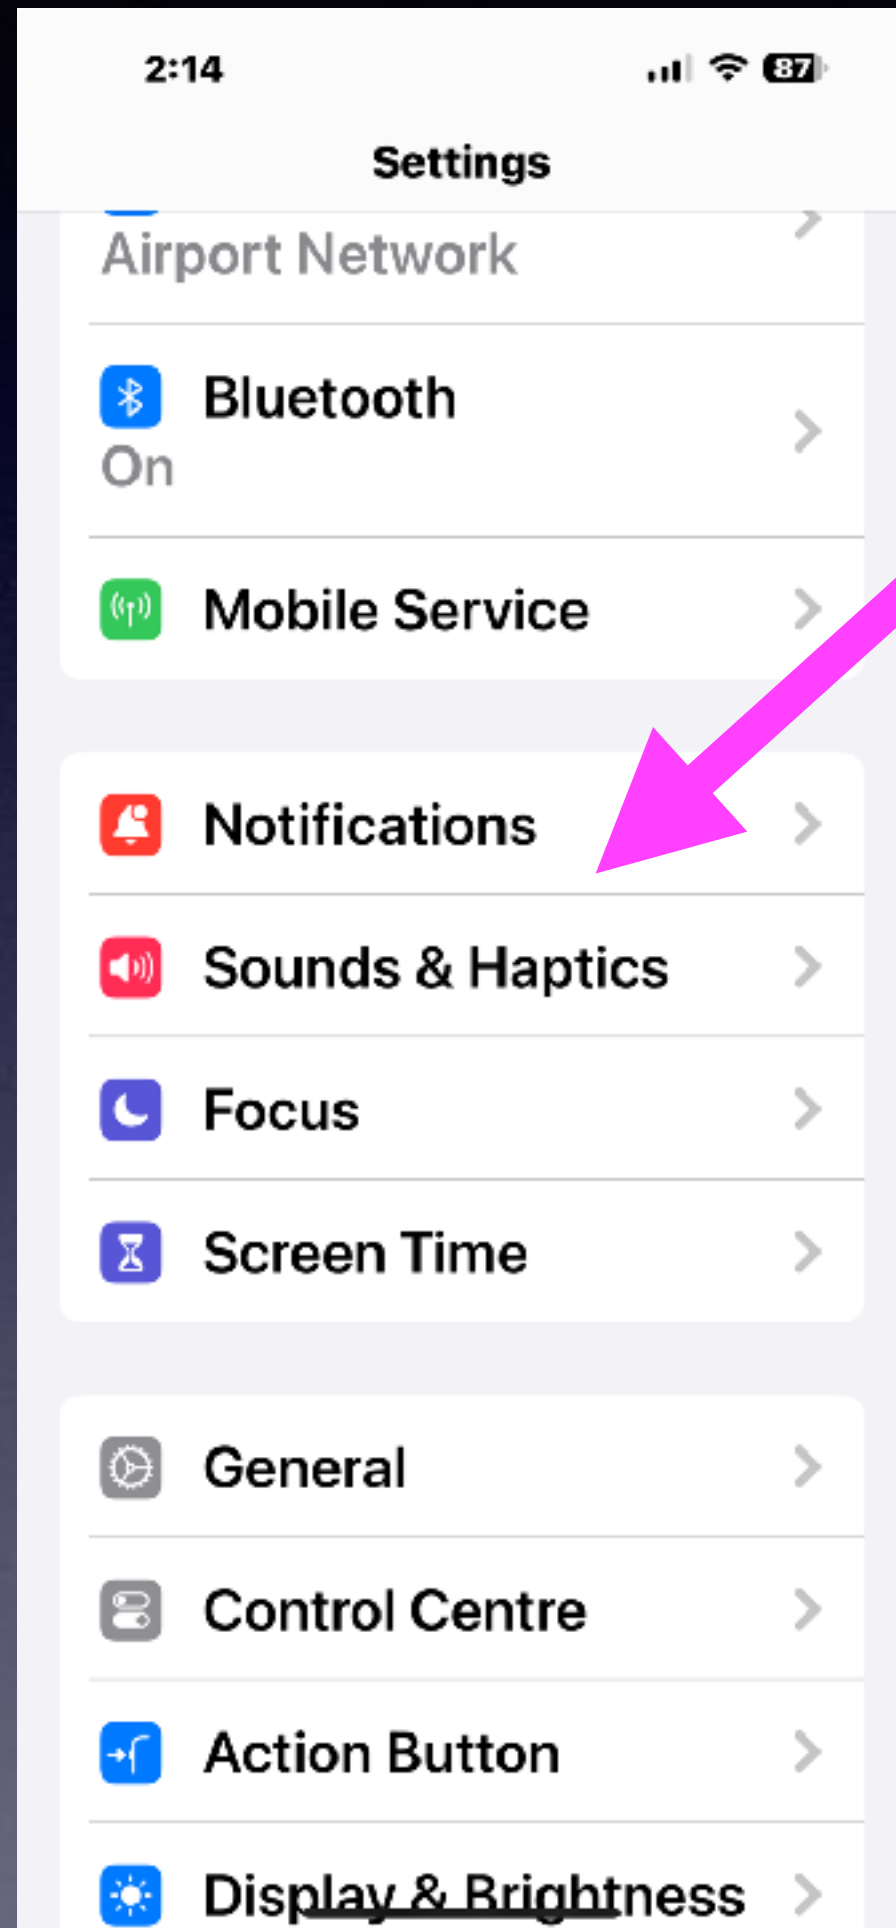 2:14
87
Settings
Airport Network
Bluetooth
On
Mobile Service
Notifications
Sounds & Haptics
Focus
Screen Time
General
Control Centre
Action Button
Display & Brightness